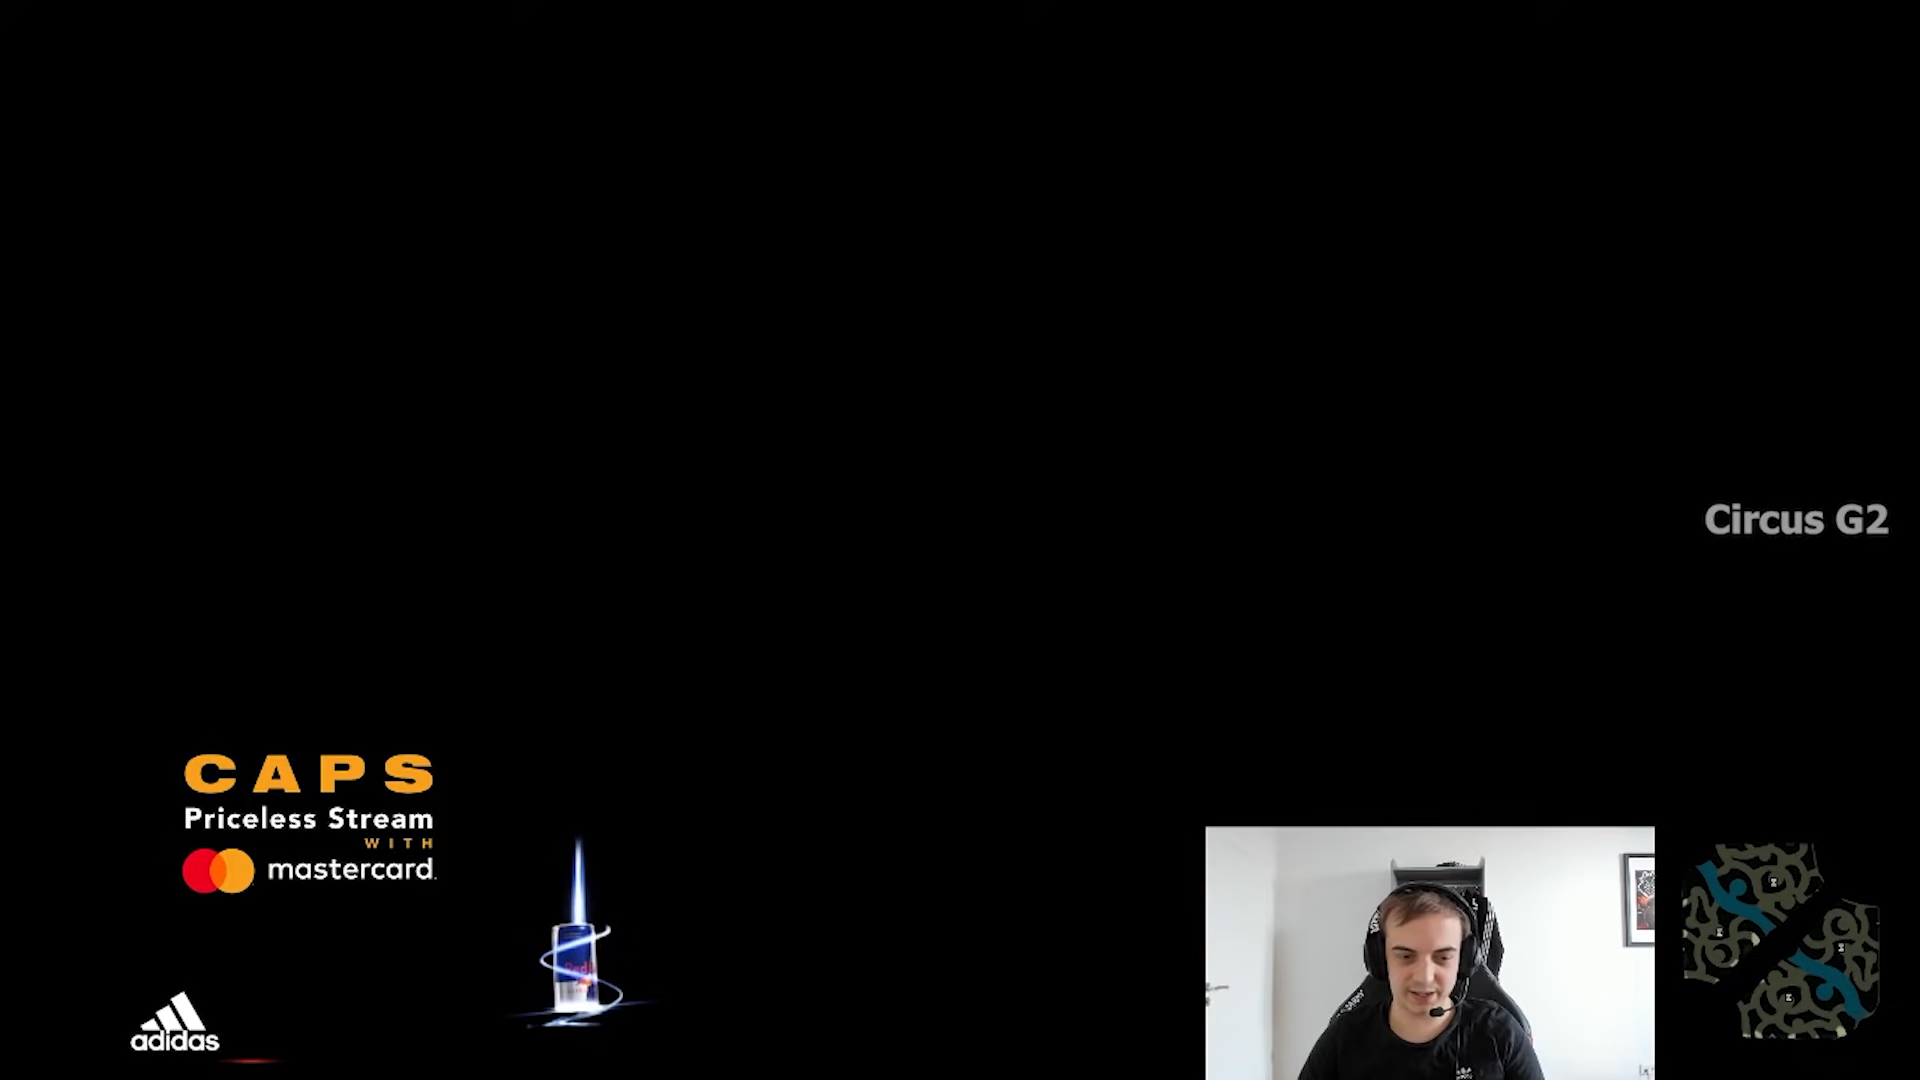 Circus G2
CAPS
Priceless Stream
WITH
mastercard.
adidas